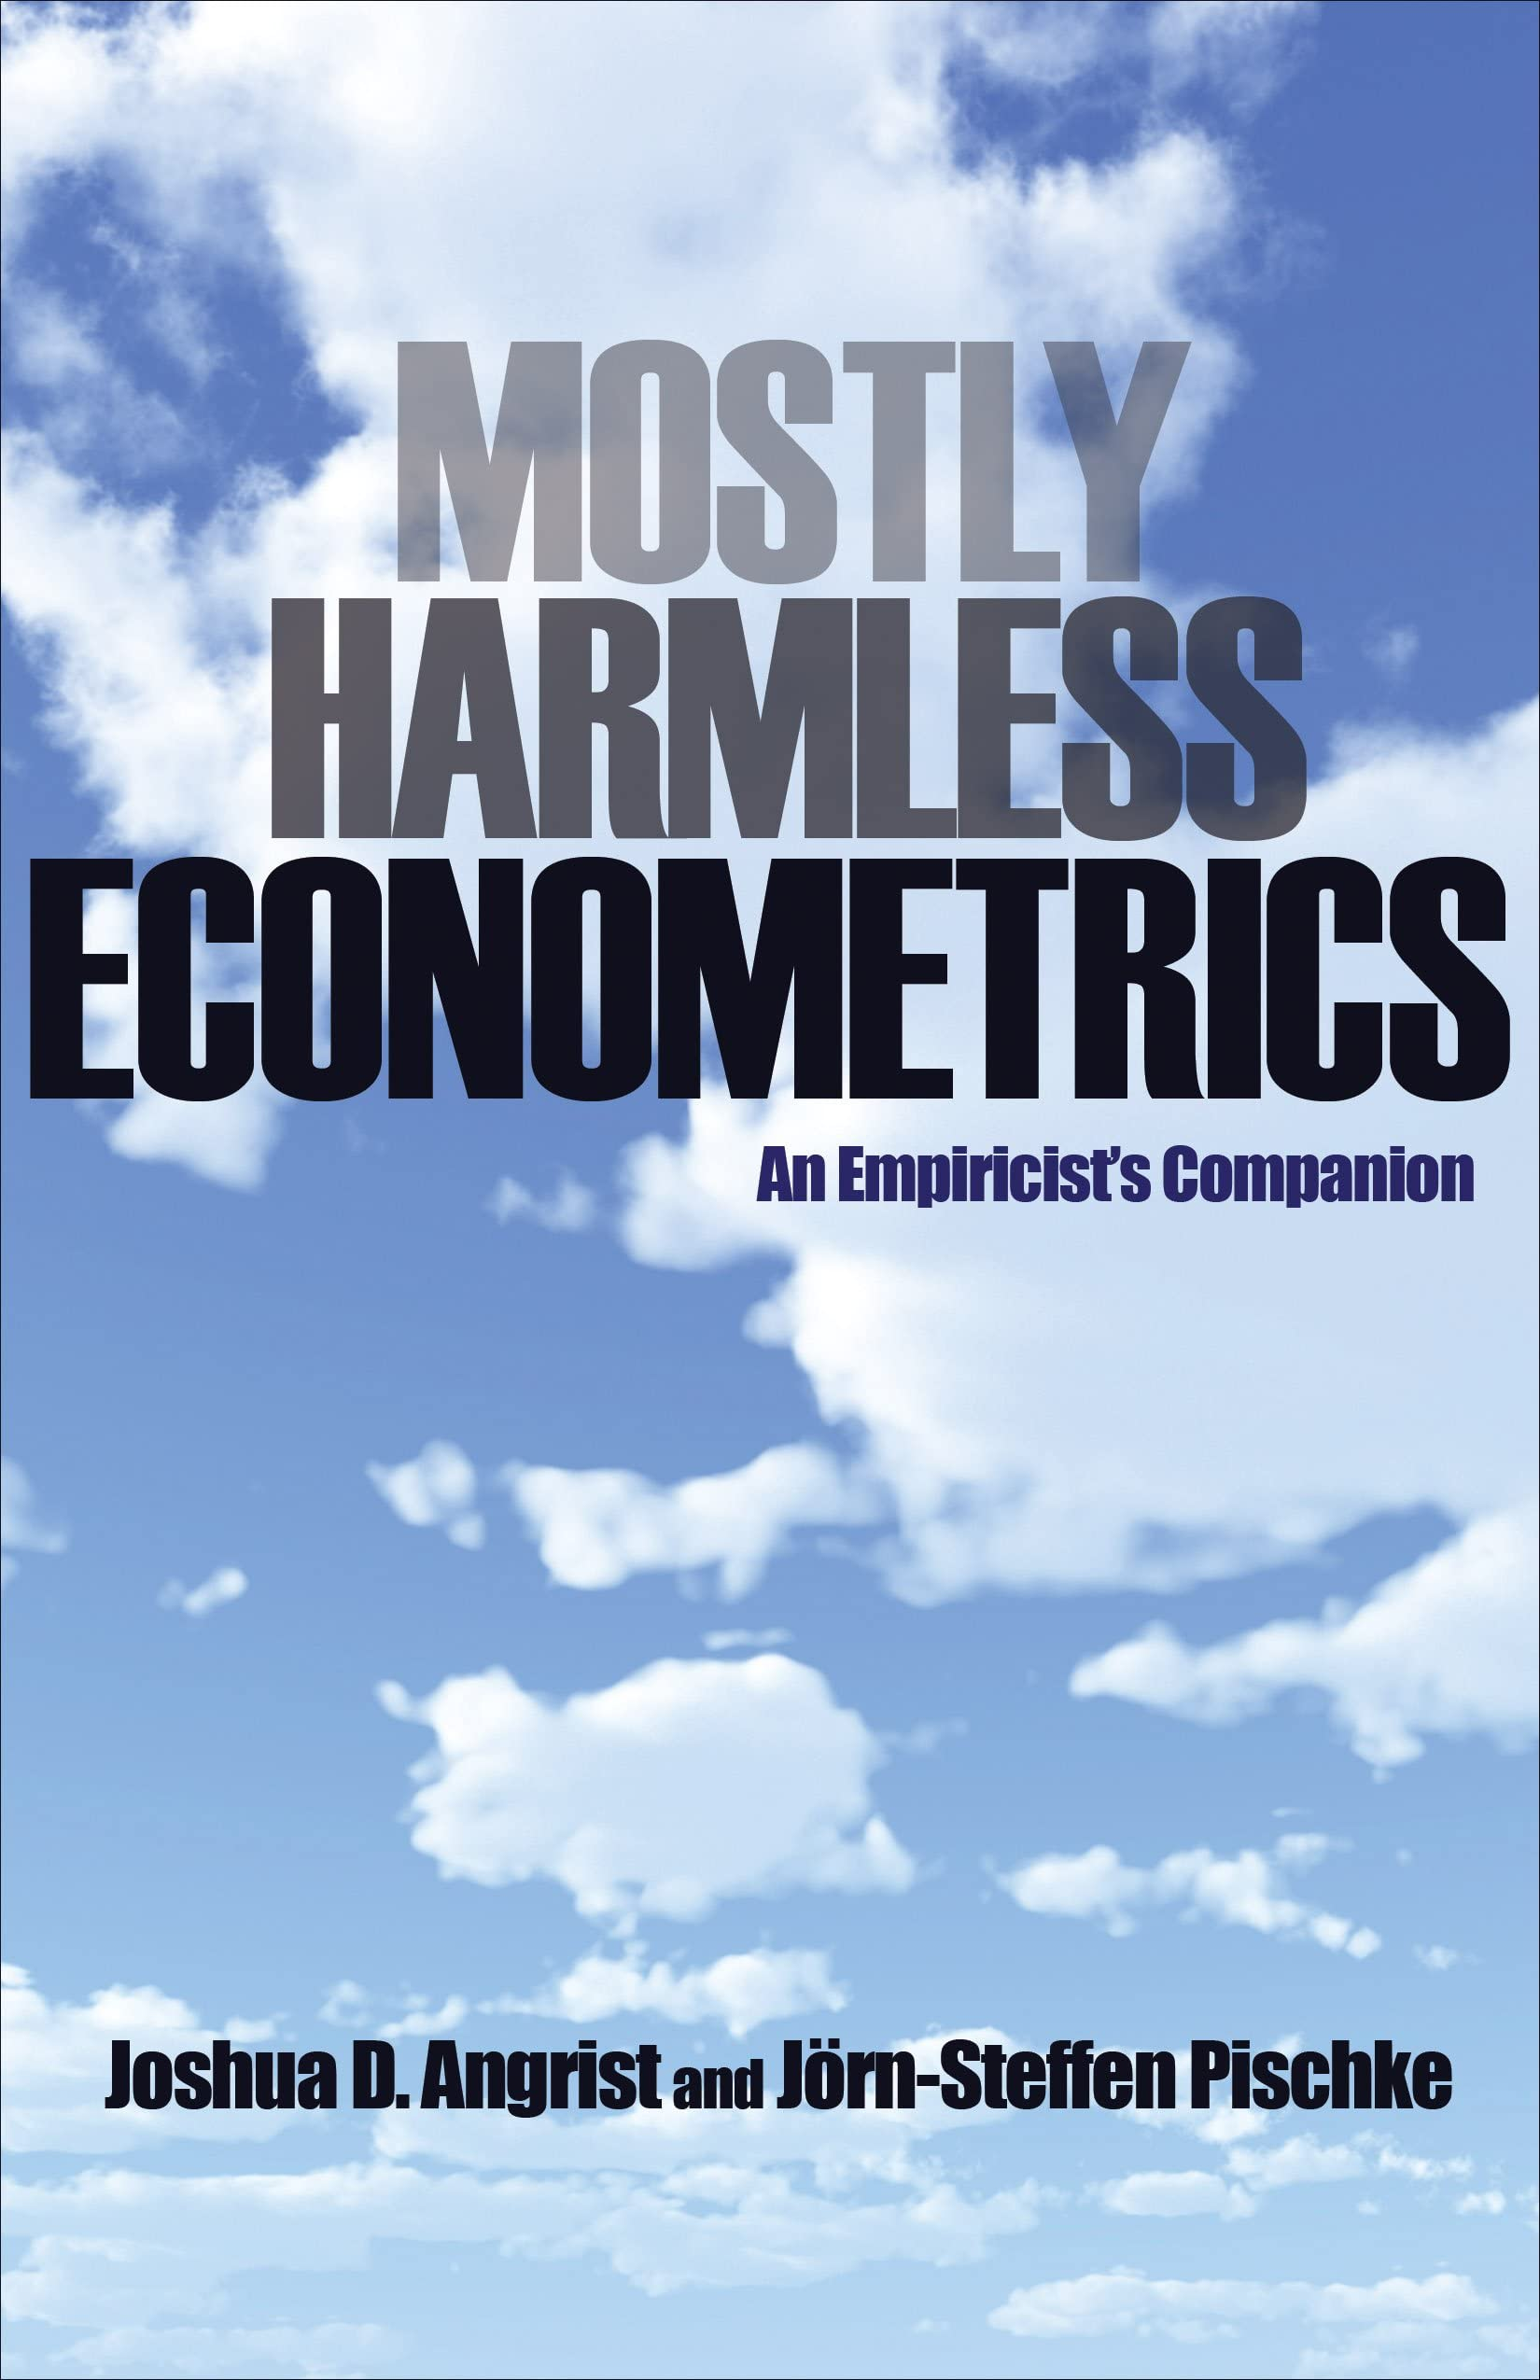 MOSTLY
HARMLESS
ECONOMETRICS
An Empiricist's Companion
Joshua D. Angrist and Jörn-Steffen Pischke